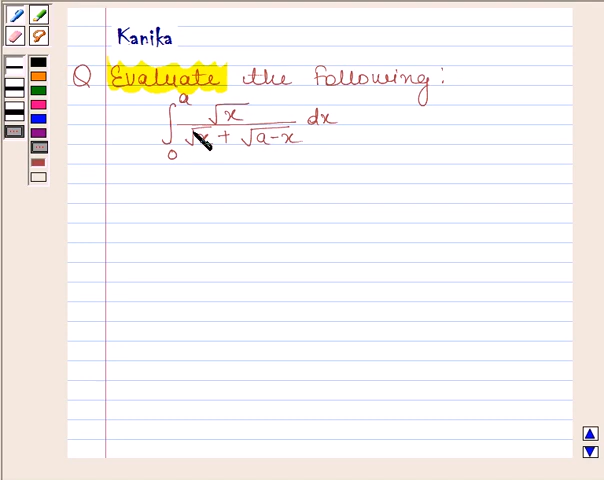 Kanika
Q Evaluate the following:
∫₀ᵃ √x / (√x + √(a-x)) dx